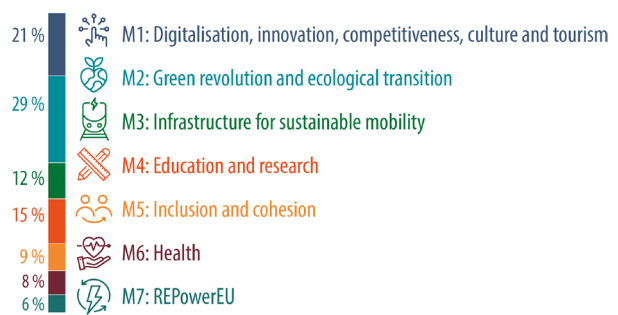 21 %
M1: Digitalisation, innovation, competitiveness, culture and tourism
M2: Green revolution and ecological transition
29 %
M3: Infrastructure for sustainable mobility
12 %
M4: Education and research
15 %
M5: Inclusion and cohesion
9 %
M6: Health
8 %
M7: REPowerEU
6 %